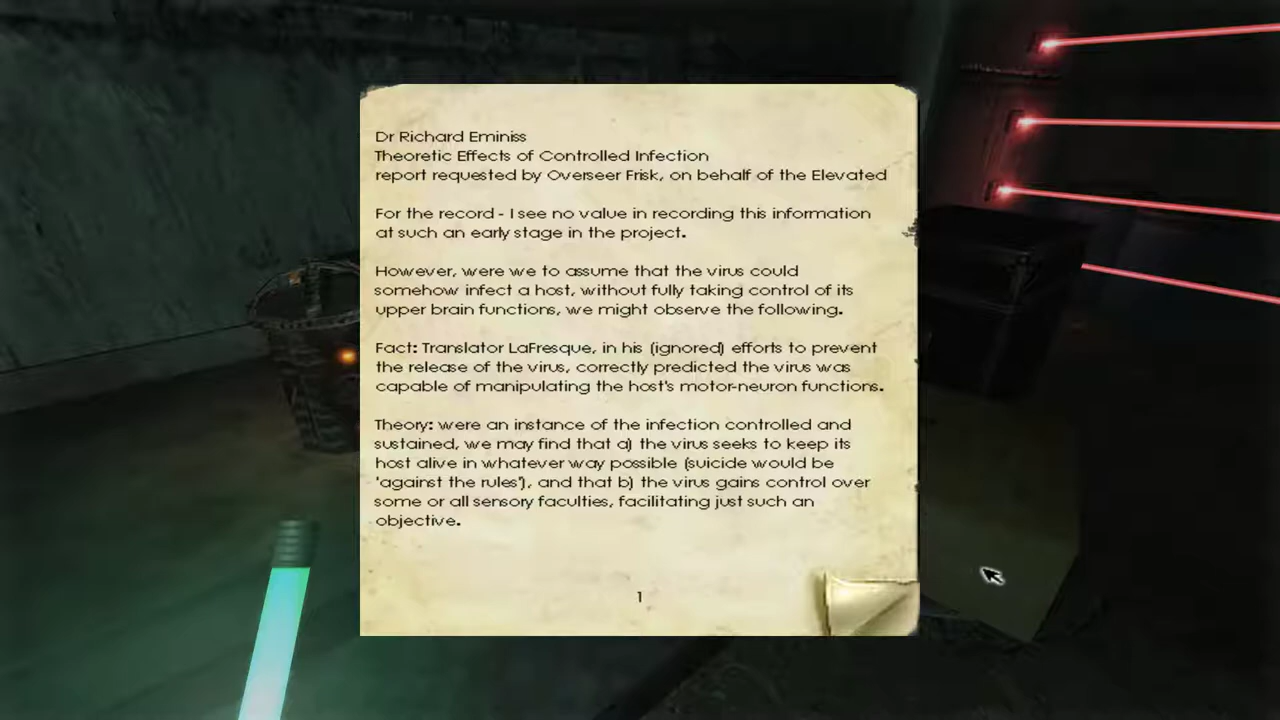 Dr Richard Eminiss
Theoretic Effects of Controlled Infection
report requested by Overseer Frisk, on behalf of the Elevated
For the record - I see no value in recording this information
at such an early stage in the project.
However, were we to assume that the virus could
somehow infect a host, without fully taking control of its
upper brain functions, we might observe the following.
Fact: Translator LaFresque, in his (ignored) efforts to prevent
the release of the virus, correctly predicted the virus was
capable of manipulating the host's motor-neuron functions.
Theory: were an instance of the infection controlled and
sustained, we may find that a) the virus seeks to keep its
host alive in whatever way possible (suicide would be
'against the rules'), and that b) the virus gains control over
some or all sensory faculties, facilitating just such an
objective.
1